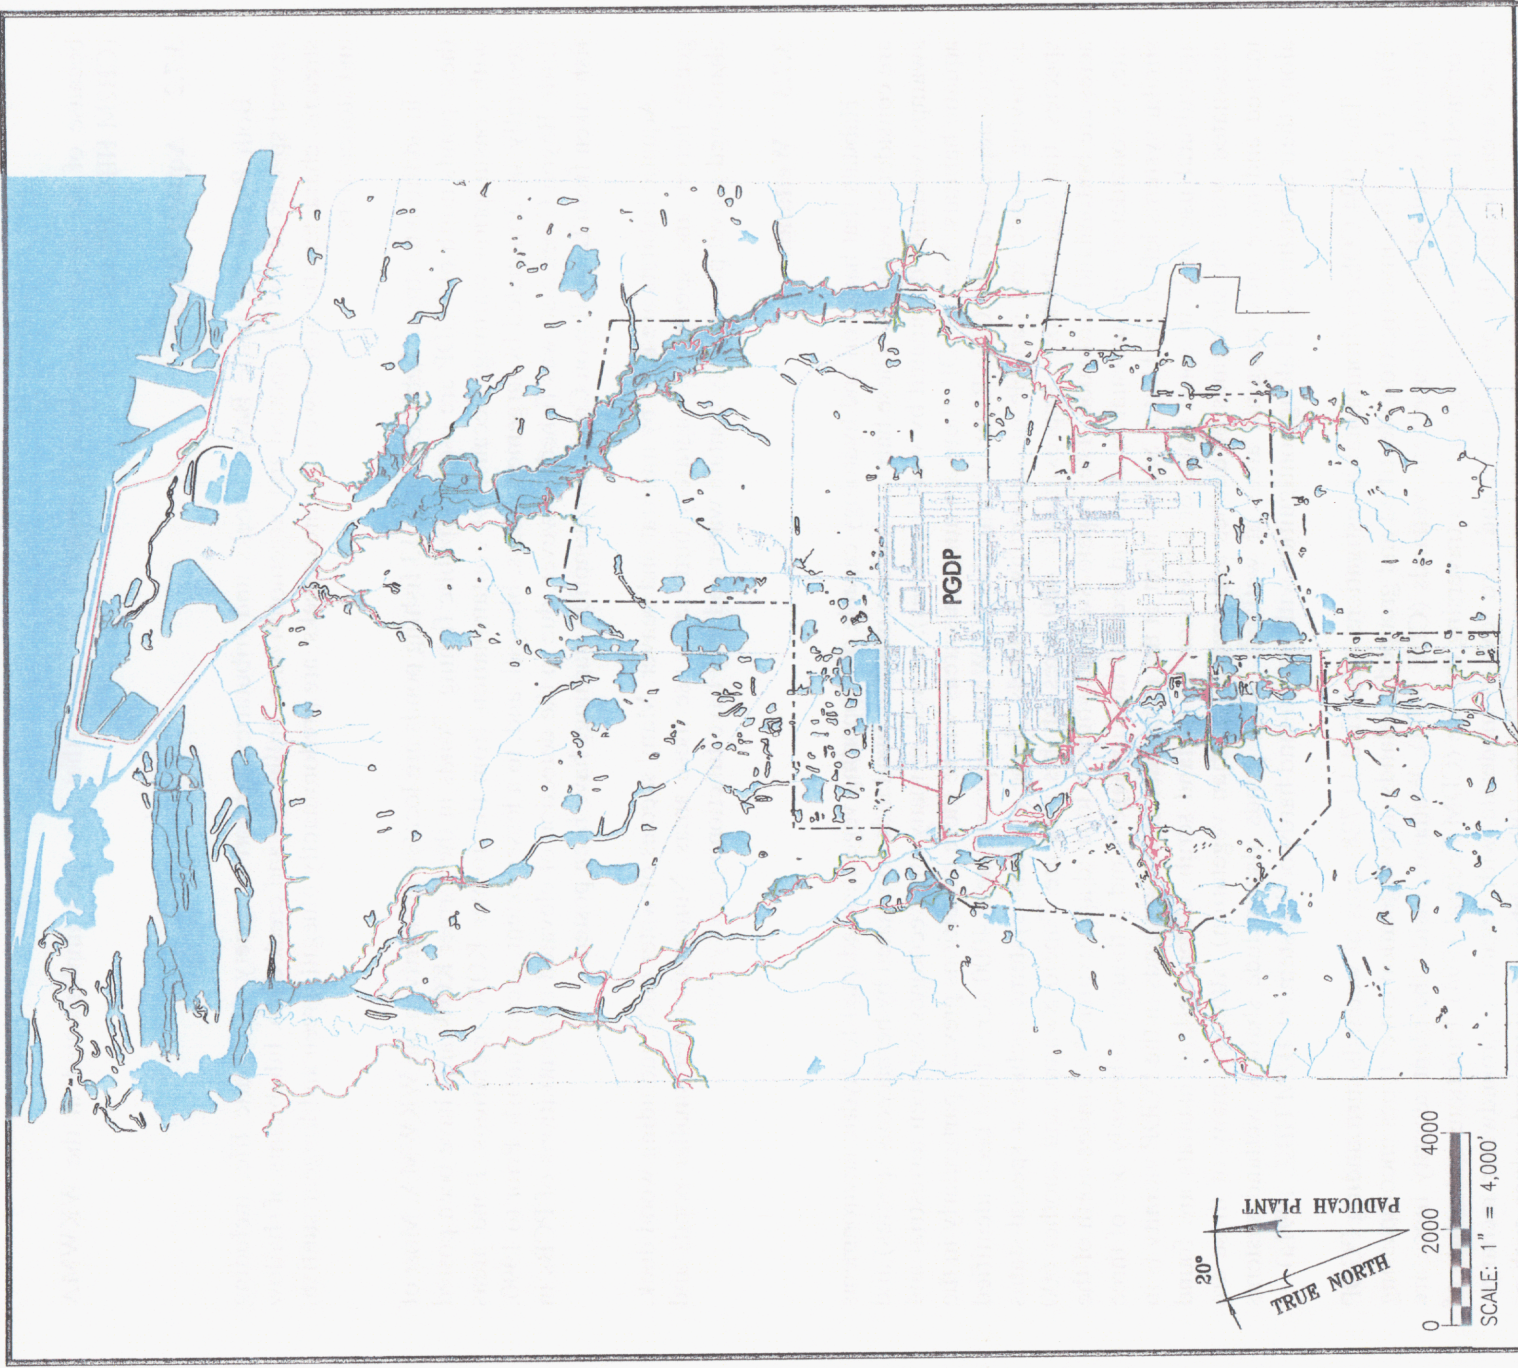 PGDP
20°
PADUCAH PLANT
TRUE NORTH
0 2000 4000
SCALE: 1" = 4,000'